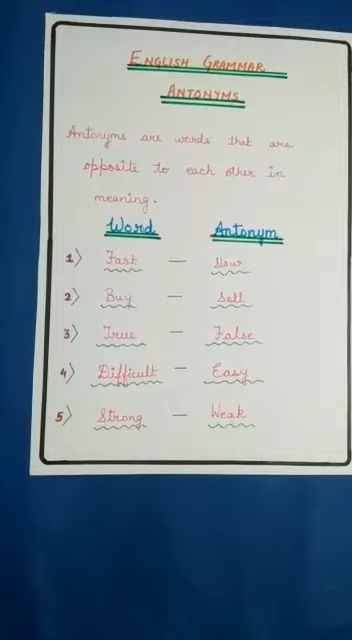 ENGLISH GRAMMAR
ANTONYMS
Antonyms are words that are
opposite to each other in
meaning.
Word Antonym
1) Fast — Slow
2) Buy — Sell
3) True — False
4) Difficult — Easy
5) Strong — Weak